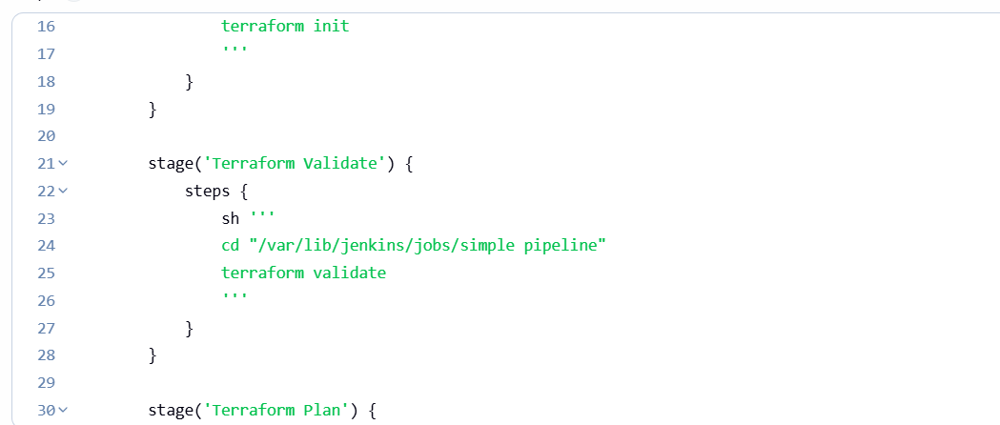 16 terraform init
17 '''
18 }
19 }
20
21 stage('Terraform Validate') {
22 steps {
23 sh '''
24 cd "/var/lib/jenkins/jobs/simple pipeline"
25 terraform validate
26 '''
27 }
28 }
29
30 stage('Terraform Plan') {